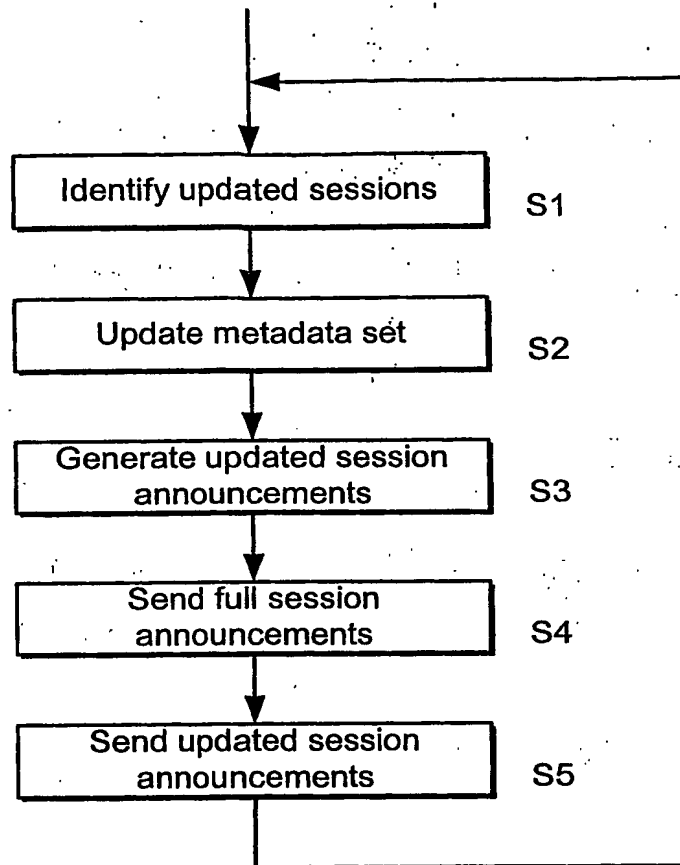 Identify updated sessions
S1
Update metadata set
S2
Generate updated session
announcements
S3
Send full session
announcements
S4
Send updated session
announcements
S5